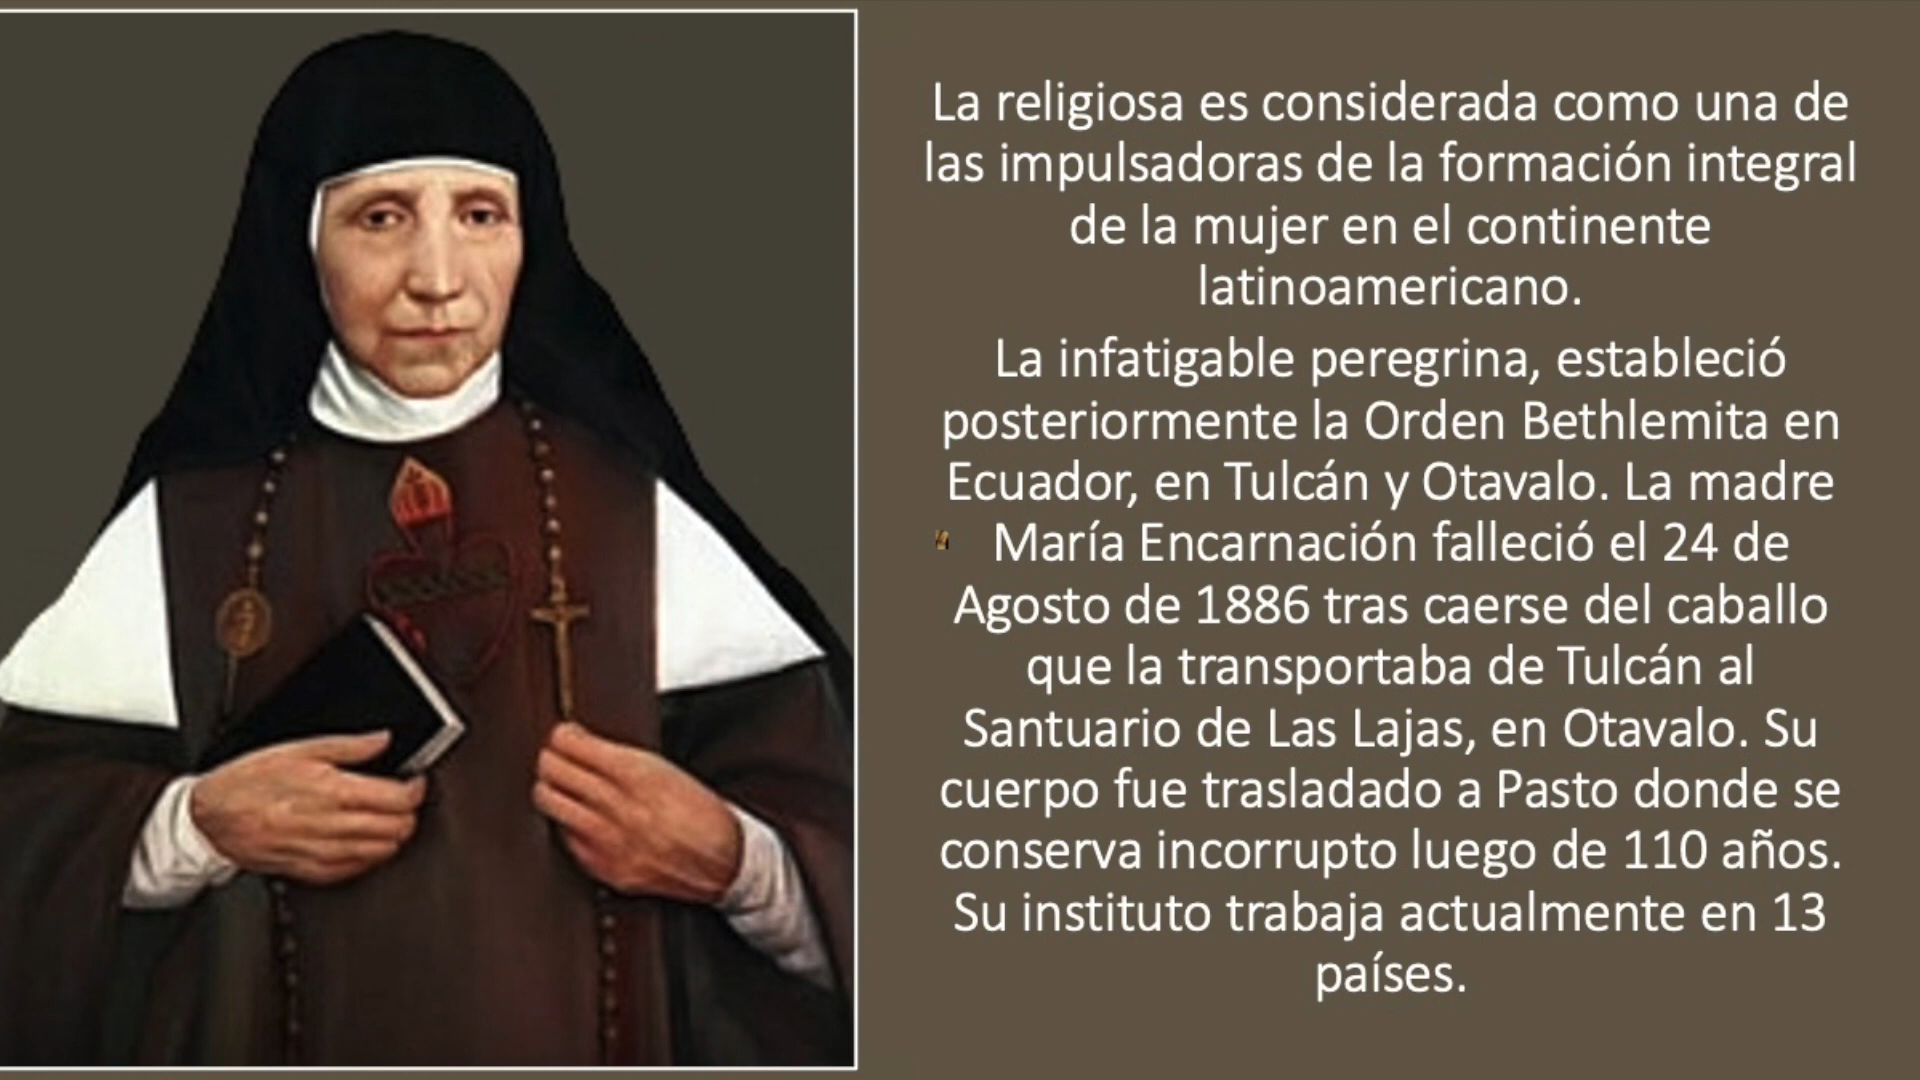 La religiosa es considerada como una de
las impulsadoras de la formación integral
de la mujer en el continente
latinoamericano.
La infatigable peregrina, estableció
posteriormente la Orden Bethlemita en
Ecuador, en Tulcán y Otavalo. La madre
María Encarnación falleció el 24 de
Agosto de 1886 tras caerse del caballo
que la transportaba de Tulcán al
Santuario de Las Lajas, en Otavalo. Su
cuerpo fue trasladado a Pasto donde se
conserva incorrupto luego de 110 años.
Su instituto trabaja actualmente en 13
países.